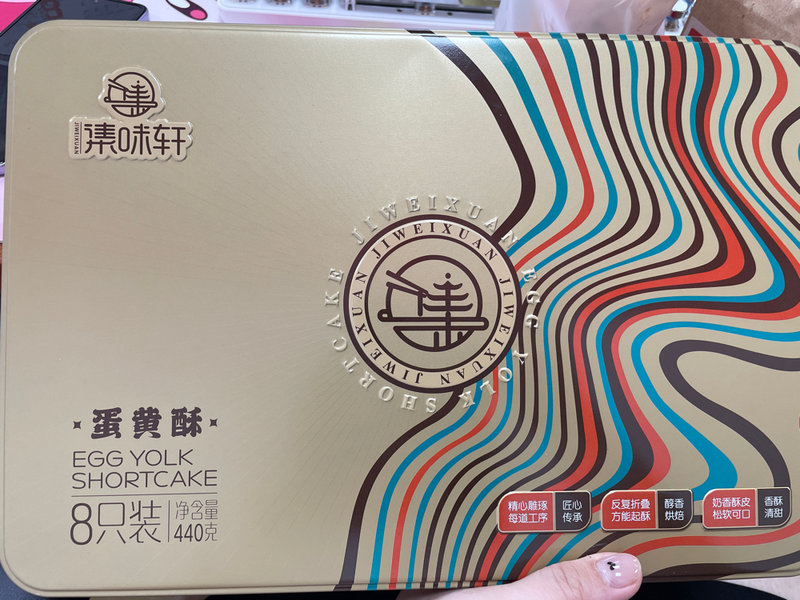 JIWEIXUAN
集味轩
JIWEIXUAN EGG YOLK SHORTCAKE
JIWEIXUAN JIWEIXUAN JIWEIXUAN
蛋黄酥
EGG YOLK
SHORTCAKE
8只装
净含量
440克
精心雕琢
每道工序
匠心
传承
反复折叠
方能起酥
醇香
烘焙
奶香酥皮
松软可口
香酥
清甜